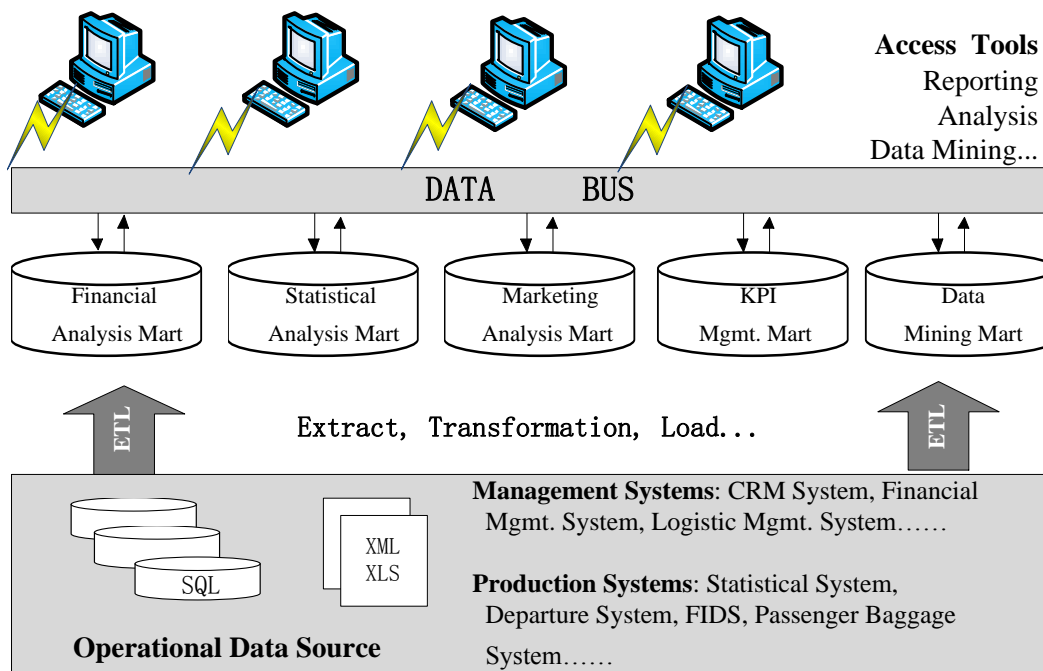 Access Tools
Reporting
Analysis
Data Mining...
DATA BUS
Financial
Analysis Mart
Statistical
Analysis Mart
Marketing
Analysis Mart
KPI
Mgmt. Mart
Data
Mining Mart
ETL
Extract, Transformation, Load...
ETL
SQL
XML
XLS
Operational Data Source
Management Systems: CRM System, Financial
Mgmt. System, Logistic Mgmt. System……
Production Systems: Statistical System,
Departure System, FIDS, Passenger Baggage
System……